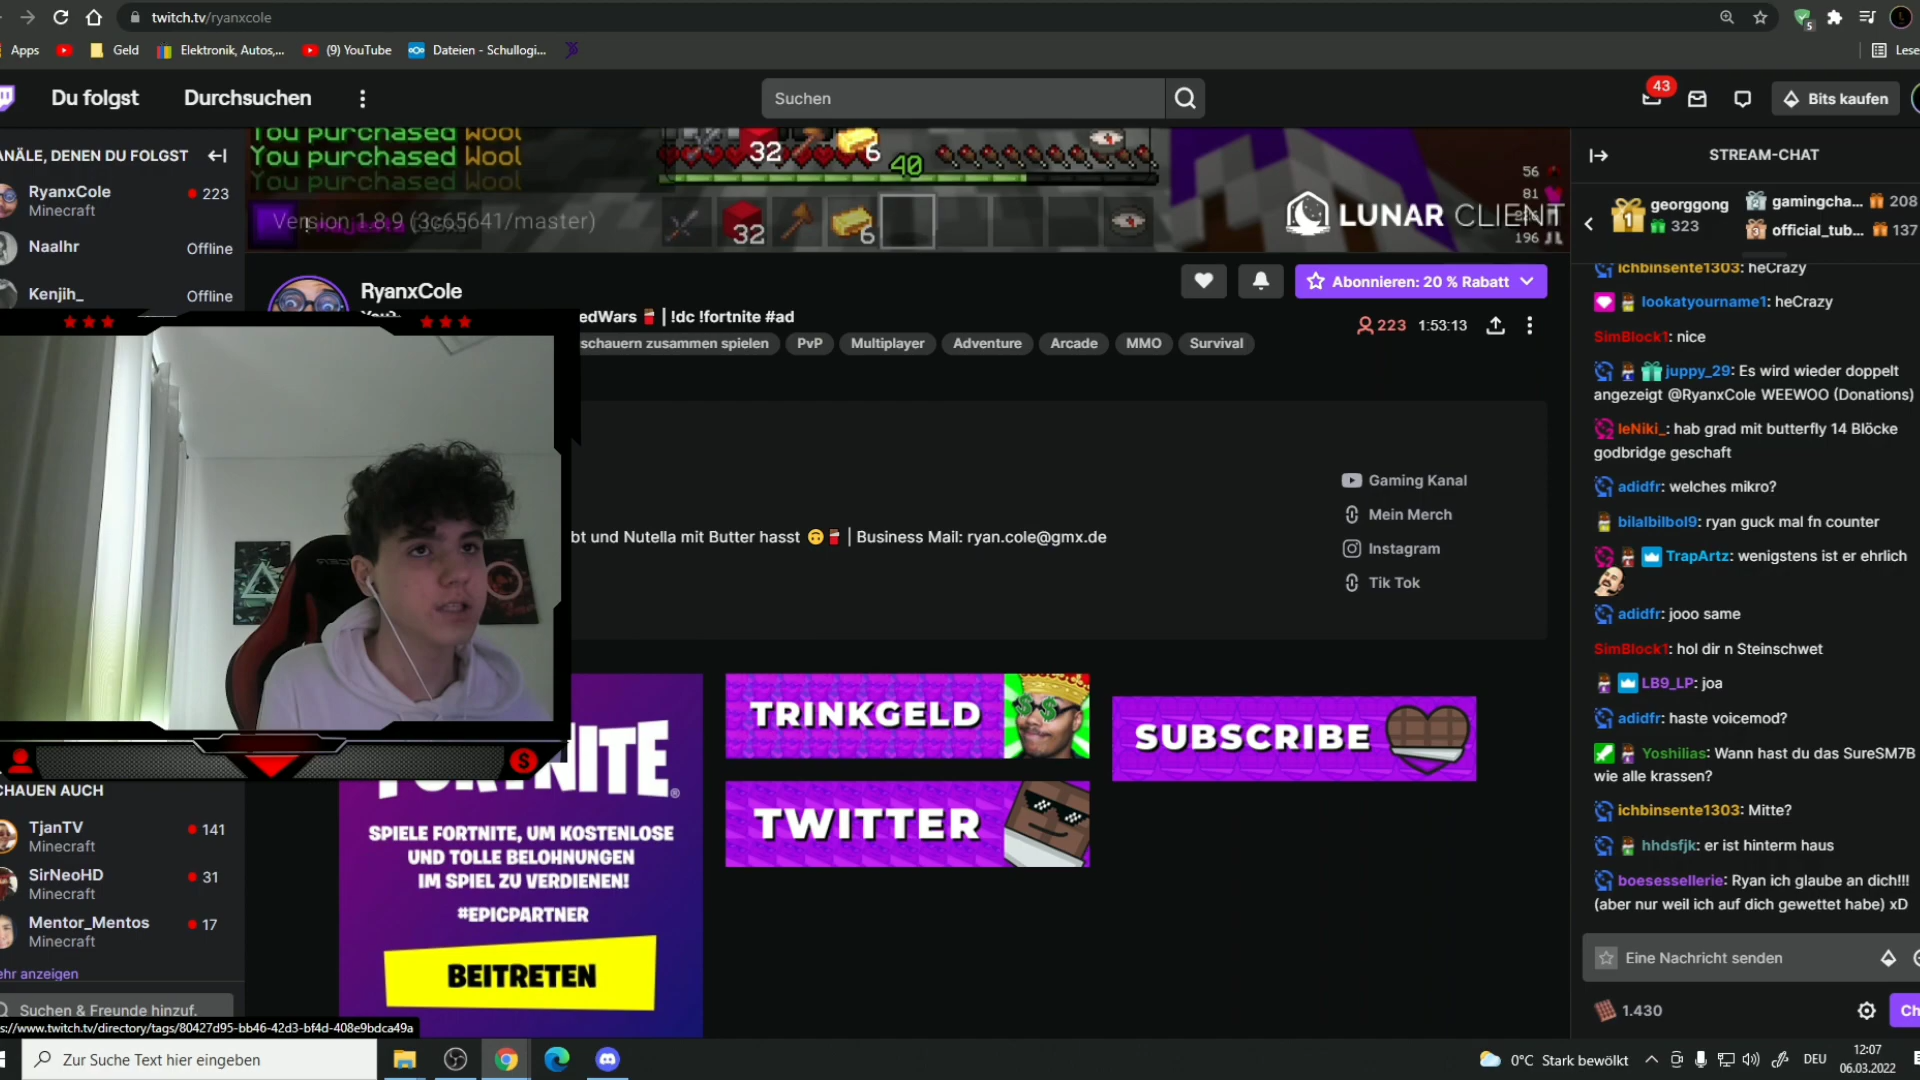 twitch.tv/ryanxcole
Apps
Geld
Elektronik, Autos,...
(9) YouTube
Dateien - Schullogi...
Lese
Du folgst
Durchsuchen
Suchen
43
Bits kaufen
ANÄLE, DENEN DU FOLGST
RyanxCole
Minecraft
223
Naalhr
Offline
Kenjih_
Offline
You purchased Wool
You purchased Wool
You purchased Wool
Version 1.8.9 (3c65641/master)
32
6
40
32
6
56
81
196
LUNAR CLIENT
RyanxCole
edWars | !dc !fortnite #ad
schauern zusammen spielen
PvP
Multiplayer
Adventure
Arcade
MMO
Survival
Abonnieren: 20 % Rabatt
223
1:53:13
bt und Nutella mit Butter hasst | Business Mail: ryan.cole@gmx.de
Gaming Kanal
Mein Merch
Instagram
Tik Tok
TRINKGELD
TWITTER
SUBSCRIBE
SPIELE FORTNITE, UM KOSTENLOSE
UND TOLLE BELOHNUNGEN
IM SPIEL ZU VERDIENEN!
#EPICPARTNER
BEITRETEN
CHAUEN AUCH
TjanTV
Minecraft
141
SirNeoHD
Minecraft
31
Mentor_Mentos
Minecraft
17
ehr anzeigen
Suchen & Freunde hinzuf.
s://www.twitch.tv/directory/tags/80427d95-bb46-42d3-bf4d-408e9bdca49a
STREAM-CHAT
1
georggong
323
2
gamingcha...
208
3
official_tub...
137
ichbinsente1303: heCrazy
lookatyourname1: heCrazy
SimBlock1: nice
juppy_29: Es wird wieder doppelt
angezeigt @RyanxCole WEEWOO (Donations)
leNiki_: hab grad mit butterfly 14 Blöcke
godbridge geschaft
adidfr: welches mikro?
bilalbilbol9: ryan guck mal fn counter
TrapArtz: wenigstens ist er ehrlich
adidfr: jooo same
SimBlock1: hol dir n Steinschwet
LB9_LP: joa
adidfr: haste voicemod?
Yoshilias: Wann hast du das SureSM7B
wie alle krassen?
ichbinsente1303: Mitte?
hhdsfjk: er ist hinterm haus
boesessellerie: Ryan ich glaube an dich!!!
(aber nur weil ich auf dich gewettet habe) xD
Eine Nachricht senden
1.430
Ch
Zur Suche Text hier eingeben
0°C Stark bewölkt
DEU
12:07
06.03.2022